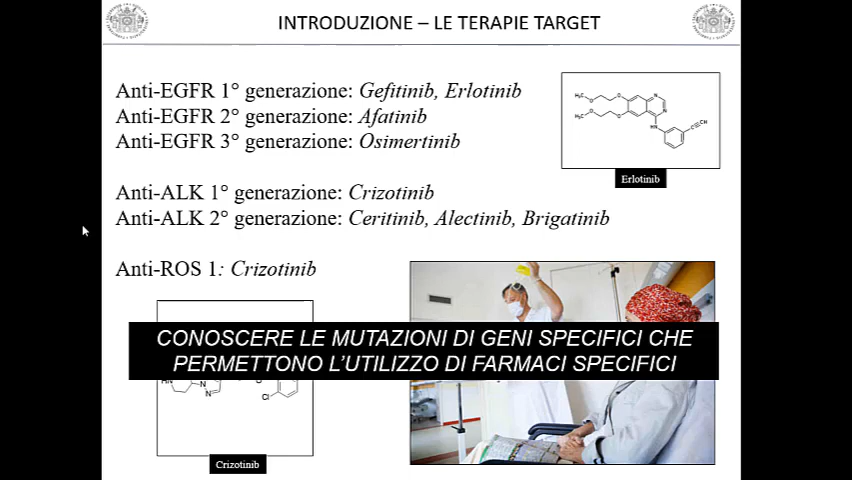 INTRODUZIONE – LE TERAPIE TARGET
Anti-EGFR 1° generazione: Gefitinib, Erlotinib
Anti-EGFR 2° generazione: Afatinib
Anti-EGFR 3° generazione: Osimertinib
Erlotinib
Anti-ALK 1° generazione: Crizotinib
Anti-ALK 2° generazione: Ceritinib, Alectinib, Brigatinib
Anti-ROS 1: Crizotinib
CONOSCERE LE MUTAZIONI DI GENI SPECIFICI CHE
PERMETTONO L’UTILIZZO DI FARMACI SPECIFICI
Cl
Crizotinib